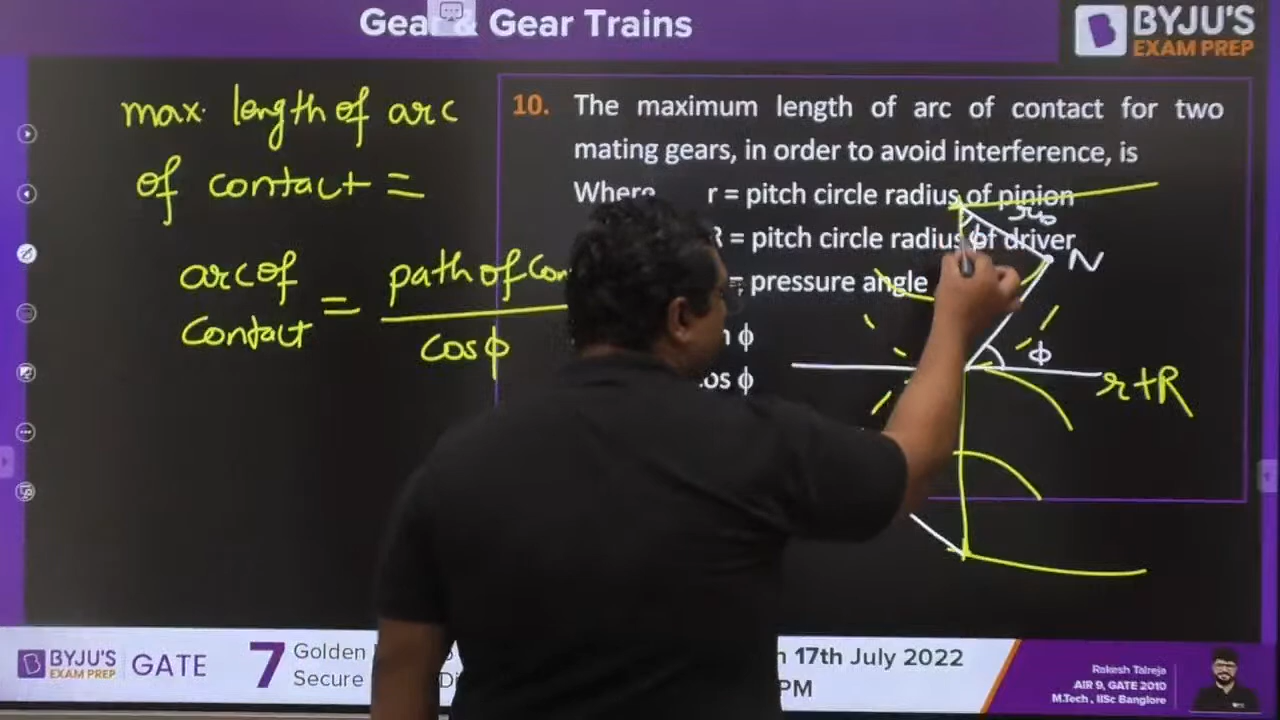 Gear & Gear Trains
BYJU'S
EXAM PREP
max. length of arc
of contact =
arc of
contact
=
path of con
cosϕ
10. The maximum length of arc of contact for two
mating gears, in order to avoid interference, is
Where r = pitch circle radius of pinion
R = pitch circle radius of driver
= pressure angle
ϕ
os ϕ
N
ϕ
ϕ
r+R
BYJU'S
EXAM PREP
GATE
7
Golden
Secure
17th July 2022
PM
Rakesh Talreja
AIR 9, GATE 2010
M.Tech, IISc Banglore